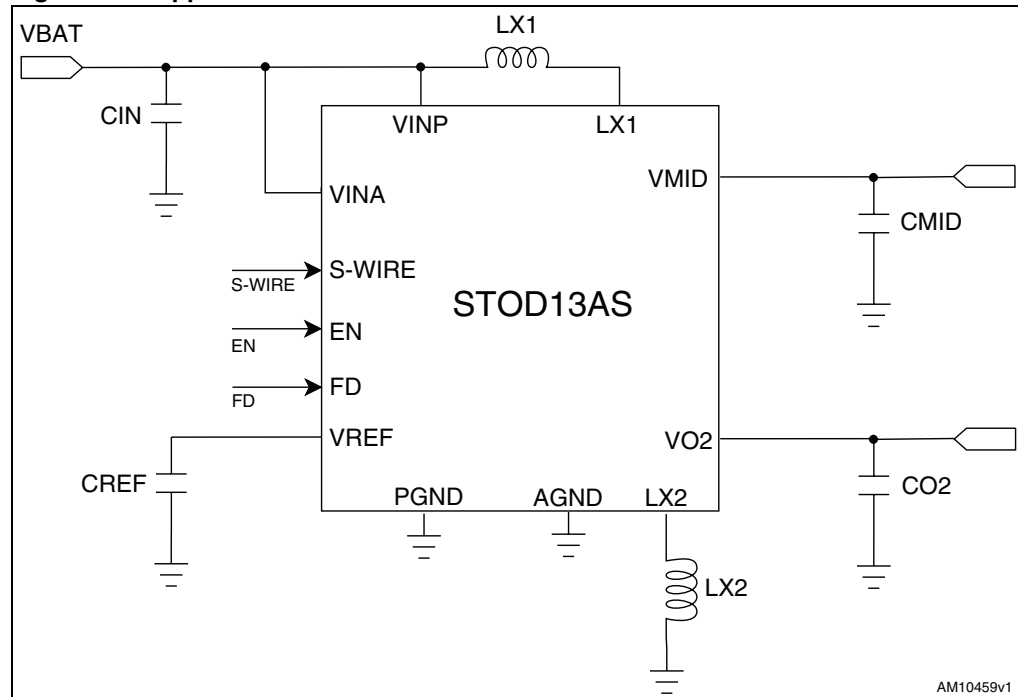 VBAT
LX1
CIN
VINP
LX1
VMID
VINA
CMID
S-WIRE
S-WIRE
STOD13AS
EN
EN
FD
FD
VREF
VO2
CREF
CO2
PGND
AGND
LX2
LX2
AM10459v1